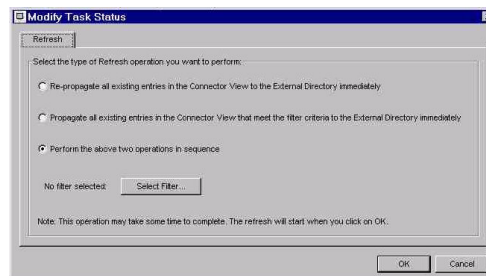 Modify Task Status
Refresh
Select the type of Refresh operation you want to perform:
Re-propagate all existing entries in the Connector View to the External Directory immediately
Propagate all existing entries in the Connector View that meet the filter criteria to the External Directory immediately
Perform the above two operations in sequence
No filter selected:
Select Filter...
Note: This operation may take some time to complete. The refresh will start when you click on OK.
OK
Cancel